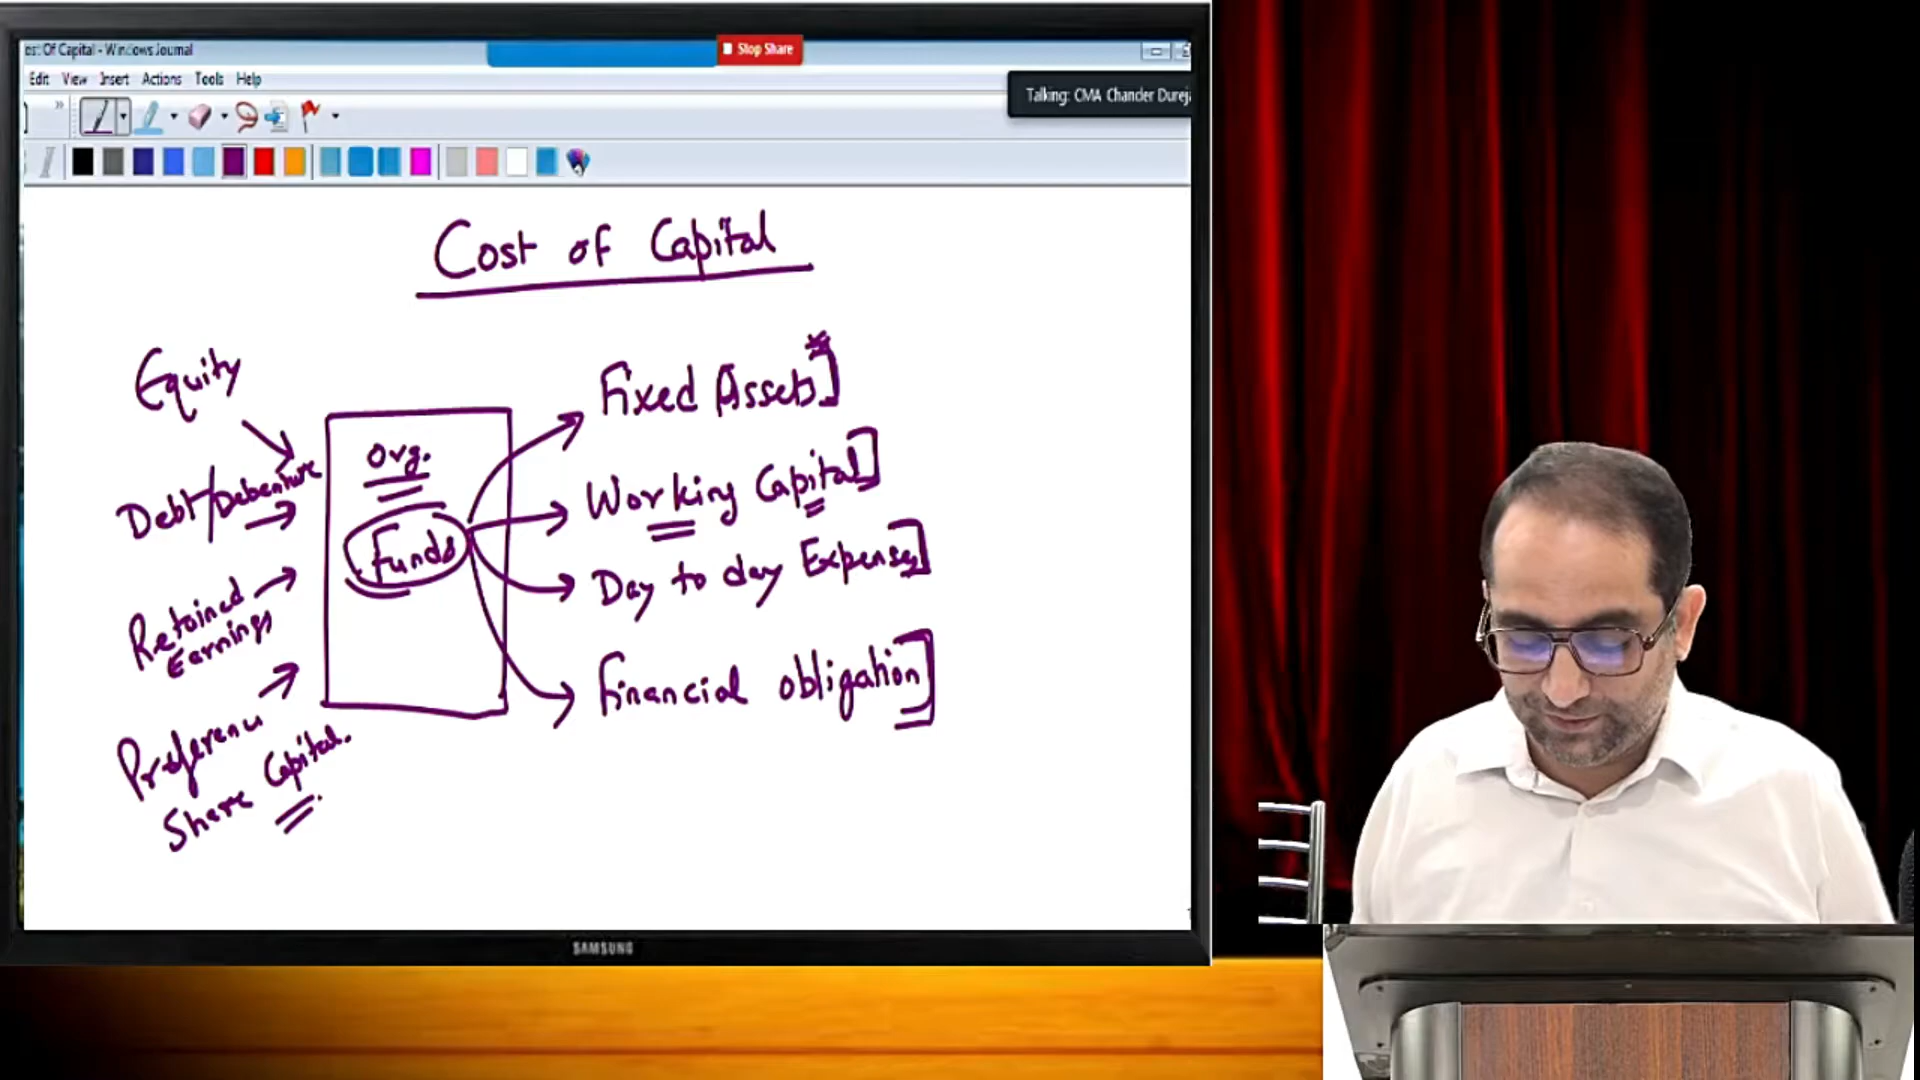 est Of Capital - Windows Journal
Stop Share
Edit View Insert Actions Tools Help
Talking: CMA Chander Dureja
Cost of Capital
Equity
Debt/Debenture
Retained
Earnings
Preference
Share Capital.
Org.
Funds
Fixed Assets
Working Capital
Day to day Expenses
Financial obligation
SAMSUNG